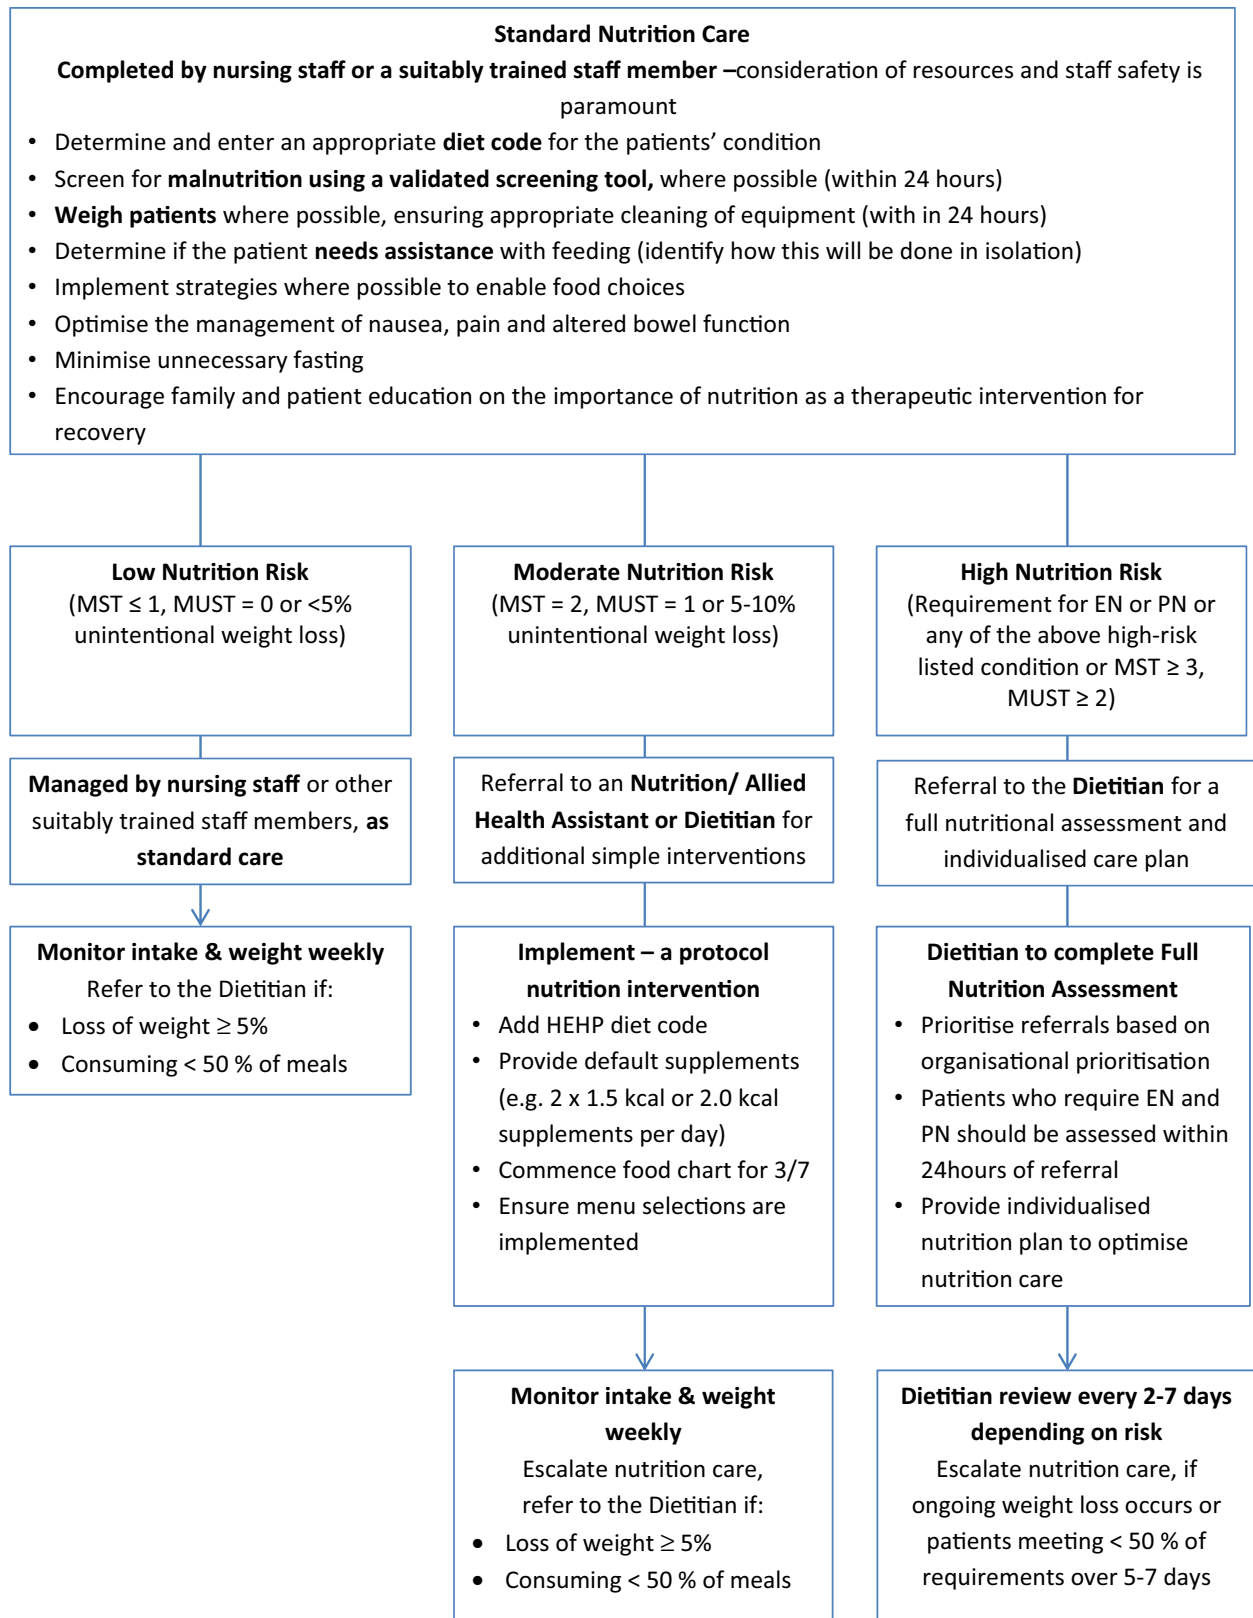 Standard Nutrition Care
Completed by nursing staff or a suitably trained staff member –consideration of resources and staff safety is
paramount
• Determine and enter an appropriate diet code for the patients’ condition
• Screen for malnutrition using a validated screening tool, where possible (within 24 hours)
• Weigh patients where possible, ensuring appropriate cleaning of equipment (with in 24 hours)
• Determine if the patient needs assistance with feeding (identify how this will be done in isolation)
• Implement strategies where possible to enable food choices
• Optimise the management of nausea, pain and altered bowel function
• Minimise unnecessary fasting
• Encourage family and patient education on the importance of nutrition as a therapeutic intervention for
recovery
Low Nutrition Risk
(MST ≤ 1, MUST = 0 or <5%
unintentional weight loss)
Managed by nursing staff or other
suitably trained staff members, as
standard care
Monitor intake & weight weekly
Refer to the Dietitian if:
• Loss of weight ≥ 5%
• Consuming < 50 % of meals
Moderate Nutrition Risk
(MST = 2, MUST = 1 or 5-10%
unintentional weight loss)
Referral to an Nutrition/ Allied
Health Assistant or Dietitian for
additional simple interventions
Implement – a protocol
nutrition intervention
• Add HEHP diet code
• Provide default supplements
(e.g. 2 x 1.5 kcal or 2.0 kcal
supplements per day)
• Commence food chart for 3/7
• Ensure menu selections are
implemented
Monitor intake & weight
weekly
Escalate nutrition care,
refer to the Dietitian if:
• Loss of weight ≥ 5%
• Consuming < 50 % of meals
High Nutrition Risk
(Requirement for EN or PN or
any of the above high-risk
listed condition or MST ≥ 3,
MUST ≥ 2)
Referral to the Dietitian for a
full nutritional assessment and
individualised care plan
Dietitian to complete Full
Nutrition Assessment
• Prioritise referrals based on
organisational prioritisation
• Patients who require EN and
PN should be assessed within
24hours of referral
• Provide individualised
nutrition plan to optimise
nutrition care
Dietitian review every 2-7 days
depending on risk
Escalate nutrition care, if
ongoing weight loss occurs or
patients meeting < 50 % of
requirements over 5-7 days